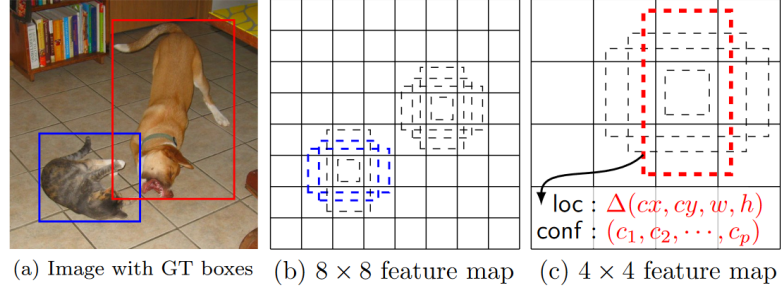 loc : Δ(cx, cy, w, h)
conf : (c₁, c₂, ⋯, cₚ)
(a) Image with GT boxes
(b) 8 × 8 feature map
(c) 4 × 4 feature map